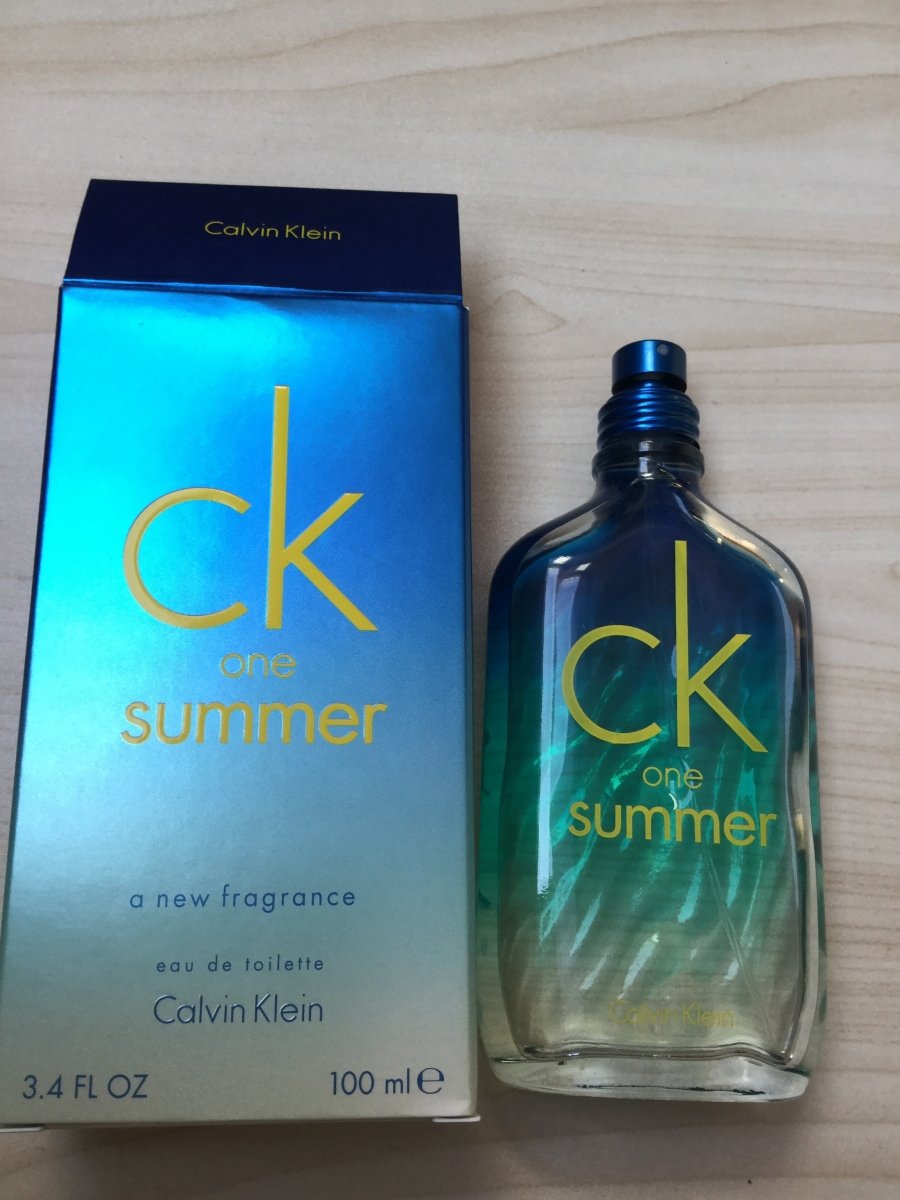 Calvin Klein
ck
one
summer
a new fragrance
eau de toilette
Calvin Klein
3.4 FL OZ
100 ml ℮
ck
one
summer
Calvin Klein